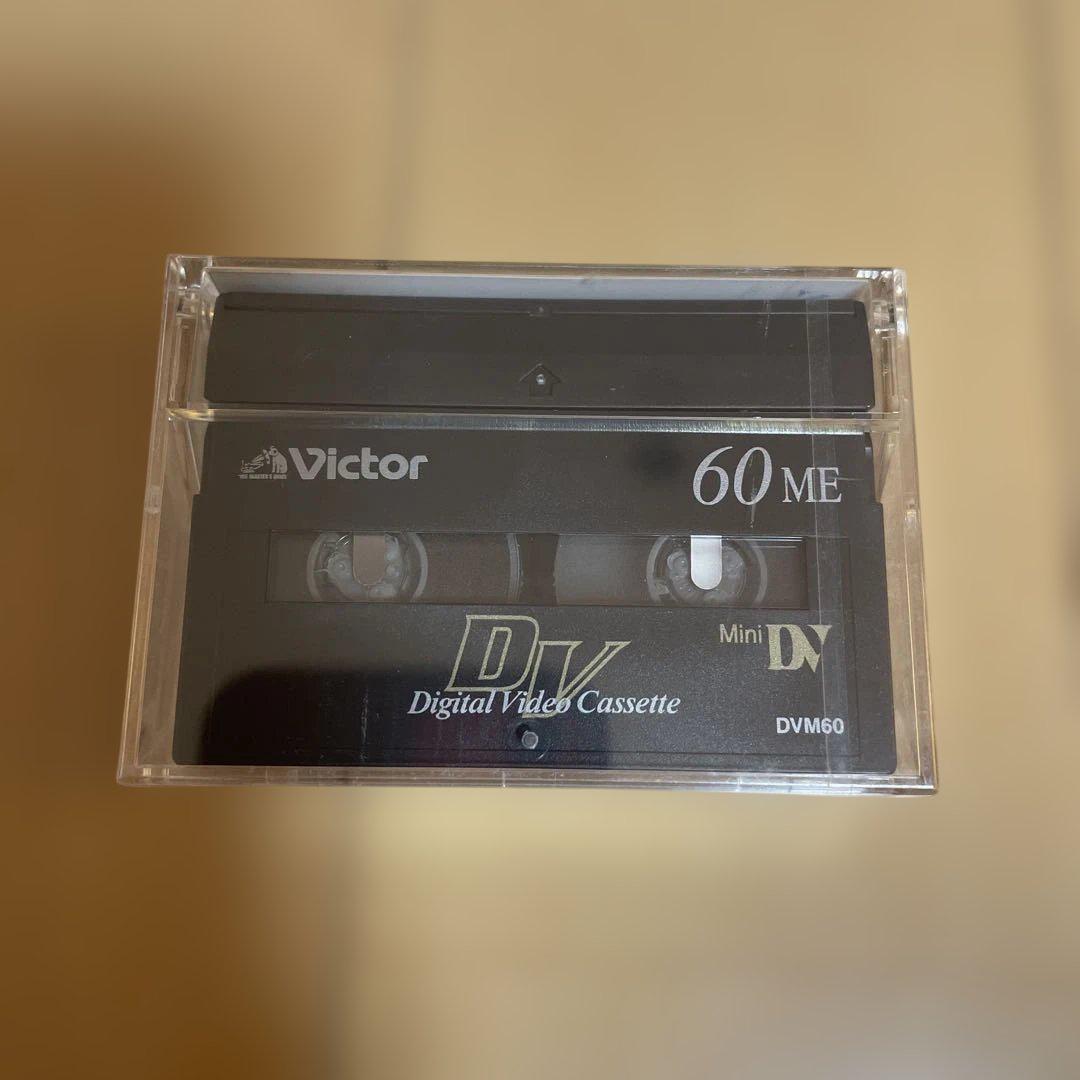 Victor
60 ME
DV
Mini DV
Digital Video Cassette
DVM60